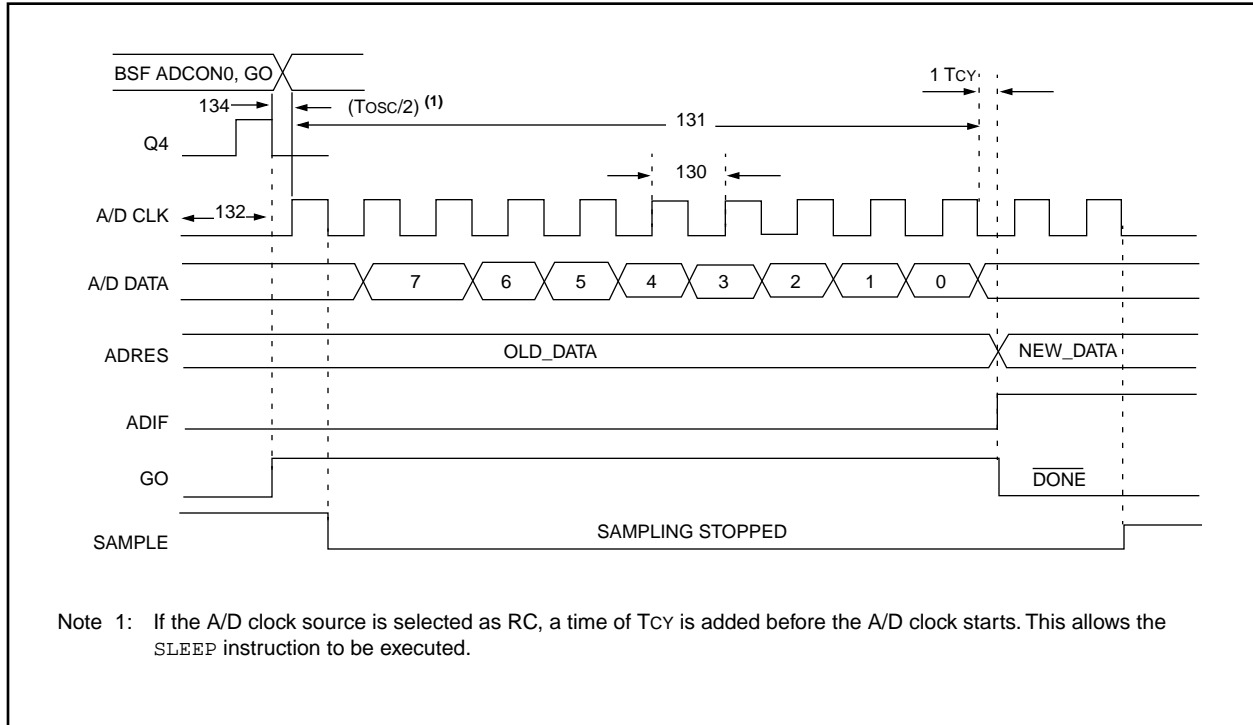 BSF ADCON0, GO
1 TCY
134
(TOSC/2) (1)
131
Q4
130
A/D CLK
132
A/D DATA
7 6 5 4 3 2 1 0
ADRES
OLD_DATA
NEW_DATA
ADIF
GO
DONE
SAMPLE
SAMPLING STOPPED
Note 1: If the A/D clock source is selected as RC, a time of TCY is added before the A/D clock starts. This allows the
SLEEP instruction to be executed.